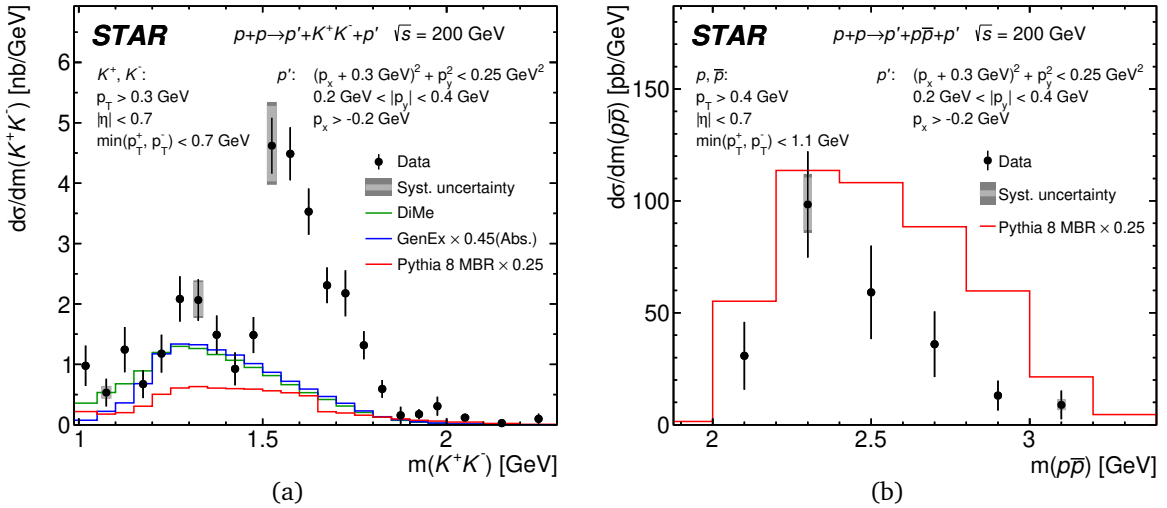 STAR
p+p→p′+K⁺K⁻+p′ √s = 200 GeV
K⁺, K⁻:
p_T > 0.3 GeV
|η| < 0.7
min(p_T⁺, p_T⁻) < 0.7 GeV
p′: (p_x + 0.3 GeV)² + p_y² < 0.25 GeV²
0.2 GeV < |p_y| < 0.4 GeV
p_x > -0.2 GeV
Data
Syst. uncertainty
DiMe
GenEx × 0.45(Abs.)
Pythia 8 MBR × 0.25
dσ/dm(K⁺K⁻) [nb/GeV]
6
5
4
3
2
1
0
1 1.5 2
m(K⁺K⁻) [GeV]
(a)
STAR
p+p→p′+pp̅+p′ √s = 200 GeV
p, p̅:
p_T > 0.4 GeV
|η| < 0.7
min(p_T⁺, p_T⁻) < 1.1 GeV
p′: (p_x + 0.3 GeV)² + p_y² < 0.25 GeV²
0.2 GeV < |p_y| < 0.4 GeV
p_x > -0.2 GeV
Data
Syst. uncertainty
Pythia 8 MBR × 0.25
dσ/dm(pp̅) [pb/GeV]
150
100
50
0
2 2.5 3
m(pp̅) [GeV]
(b)